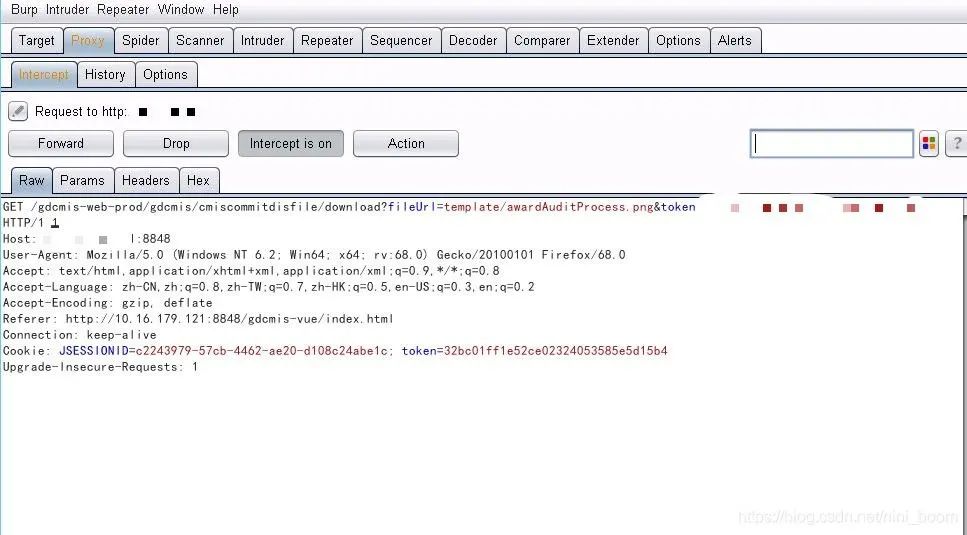 Burp Intruder Repeater Window Help
Target Proxy Spider Scanner Intruder Repeater Sequencer Decoder Comparer Extender Options Alerts
Intercept History Options
Request to http:
Forward Drop Intercept is on Action ?
Raw Params Headers Hex
GET /gdcmis-web-prod/gdcmis/cmiscommitdisfile/download?fileUrl=template/awardAuditProcess.png&token
HTTP/1.1
Host: l:8848
User-Agent: Mozilla/5.0 (Windows NT 6.2; Win64; x64; rv:68.0) Gecko/20100101 Firefox/68.0
Accept: text/html,application/xhtml+xml,application/xml;q=0.9,*/*;q=0.8
Accept-Language: zh-CN,zh;q=0.8,zh-TW;q=0.7,zh-HK;q=0.5,en-US;q=0.3,en;q=0.2
Accept-Encoding: gzip, deflate
Referer: http://10.16.179.121:8848/gdcmis-vue/index.html
Connection: keep-alive
Cookie: JSESSIONID=c2243979-57cb-4462-ae20-d108c24abe1c; token=32bc01ff1e52ce02324053585e5d15b4
Upgrade-Insecure-Requests: 1
https://blog.csdn.net/nini_boom